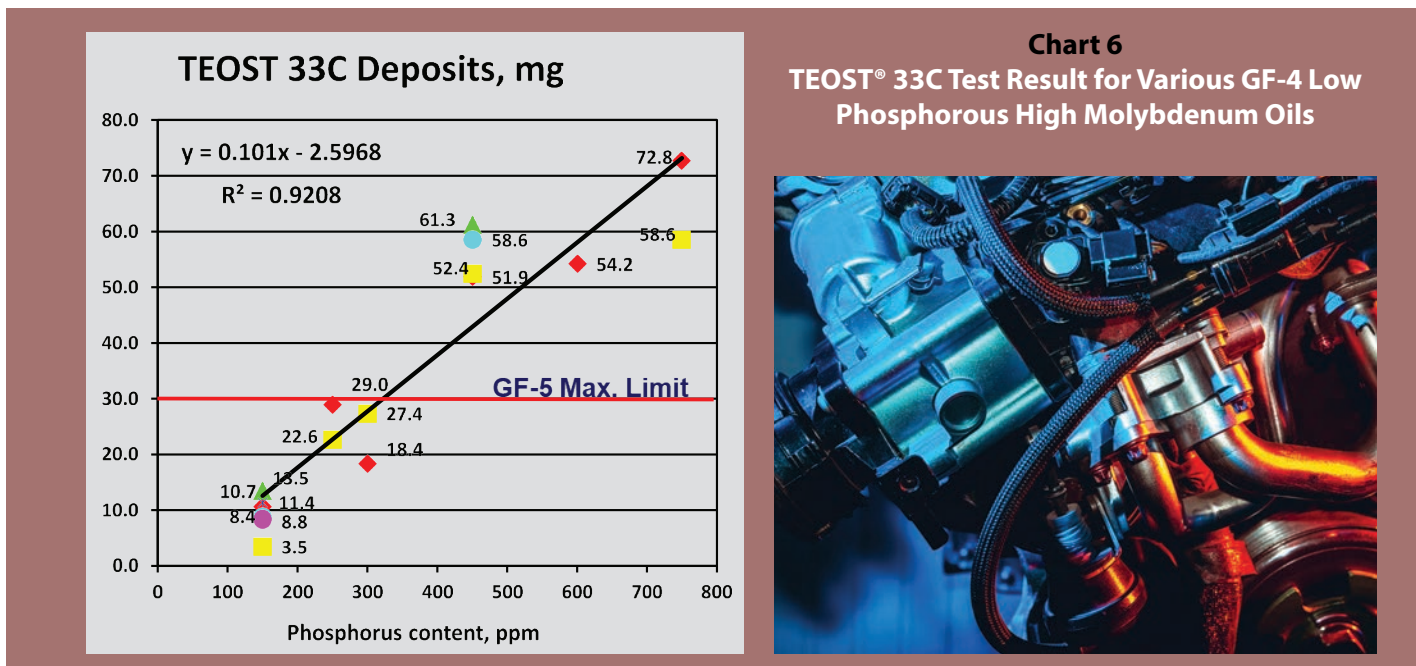 TEOST 33C Deposits, mg
80.0
y = 0.101x - 2.5968
72.8
70.0
R² = 0.9208
61.3
60.0
58.6
58.6
52.4
51.9
54.2
50.0
40.0
29.0
GF-5 Max. Limit
30.0
27.4
22.6
18.4
20.0
13.5
10.7
11.4
10.0
8.4
8.8
3.5
0.0
0 100 200 300 400 500 600 700 800
Phosphorus content, ppm
Chart 6
TEOST® 33C Test Result for Various GF-4 Low
Phosphorous High Molybdenum Oils